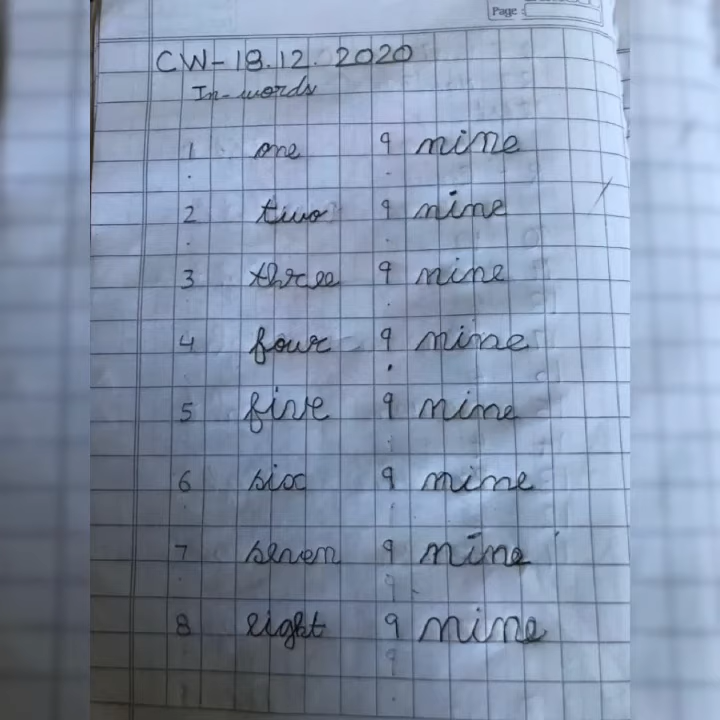 Page :
CW-18.12.2020
In-words
1 one 9 nine
2 two 9 nine
3 three 9 nine
4 four 9 nine
5 five 9 nine
6 six 9 nine
7 seven 9 nine
8 eight 9 nine